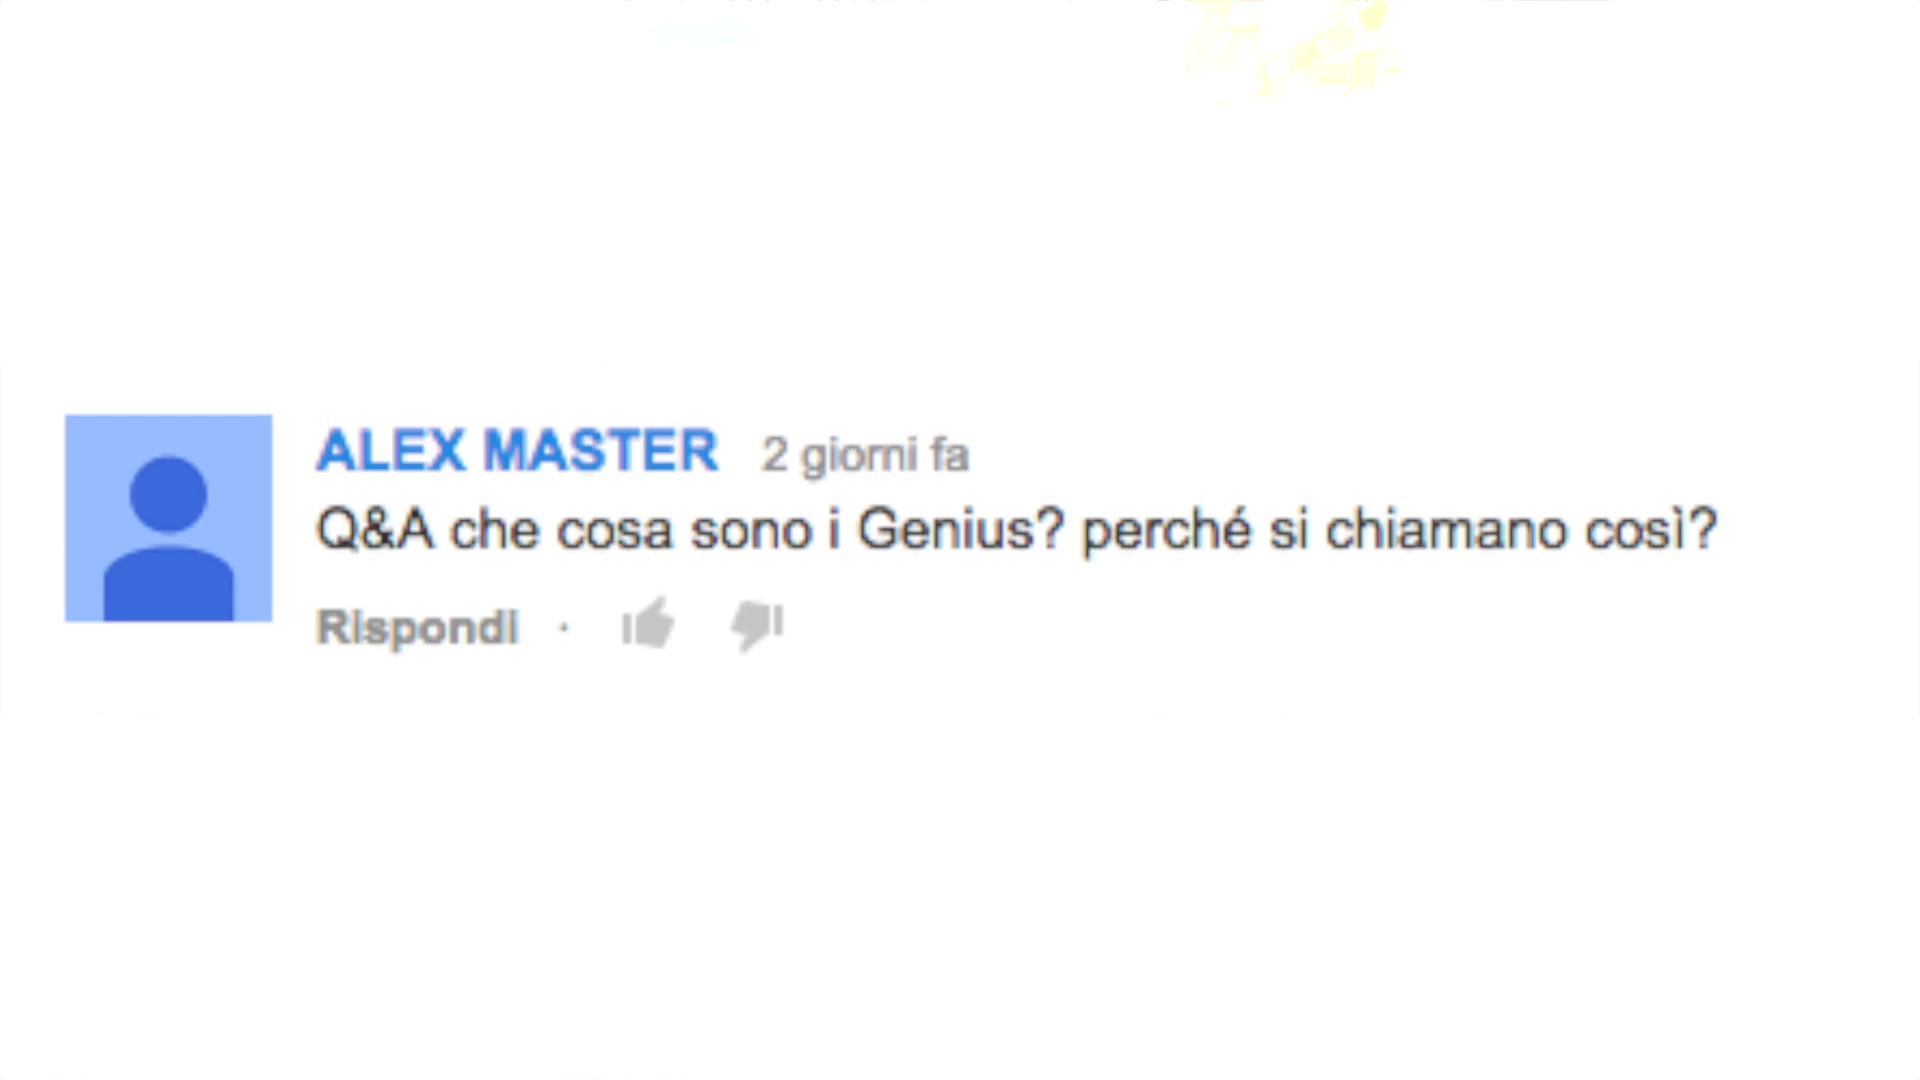 ALEX MASTER 2 giorni fa
Q&A che cosa sono i Genius? perché si chiamano così?
Rispondi ·